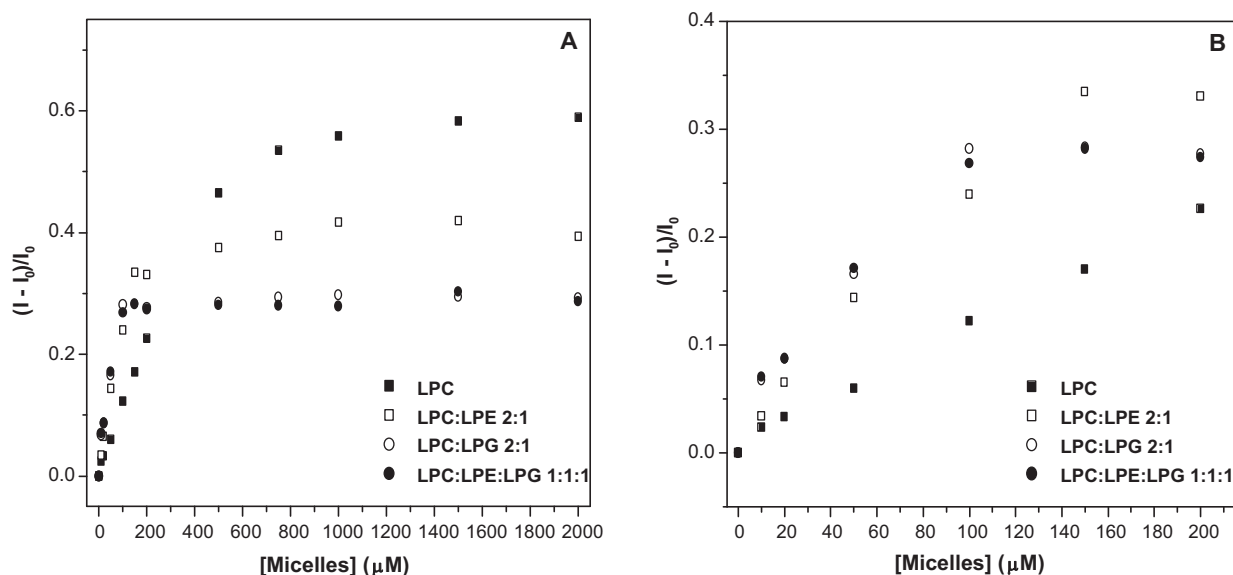 A
0.6
0.4
0.2
0.0
(I - I₀)/I₀
LPC
LPC:LPE 2:1
LPC:LPG 2:1
LPC:LPE:LPG 1:1:1
0 200 400 600 800 1000 1200 1400 1600 1800 2000
[Micelles] (μM)
B
0.4
0.3
0.2
0.1
0.0
(I - I₀)/I₀
LPC
LPC:LPE 2:1
LPC:LPG 2:1
LPC:LPE:LPG 1:1:1
0 20 40 60 80 100 120 140 160 180 200
[Micelles] (μM)